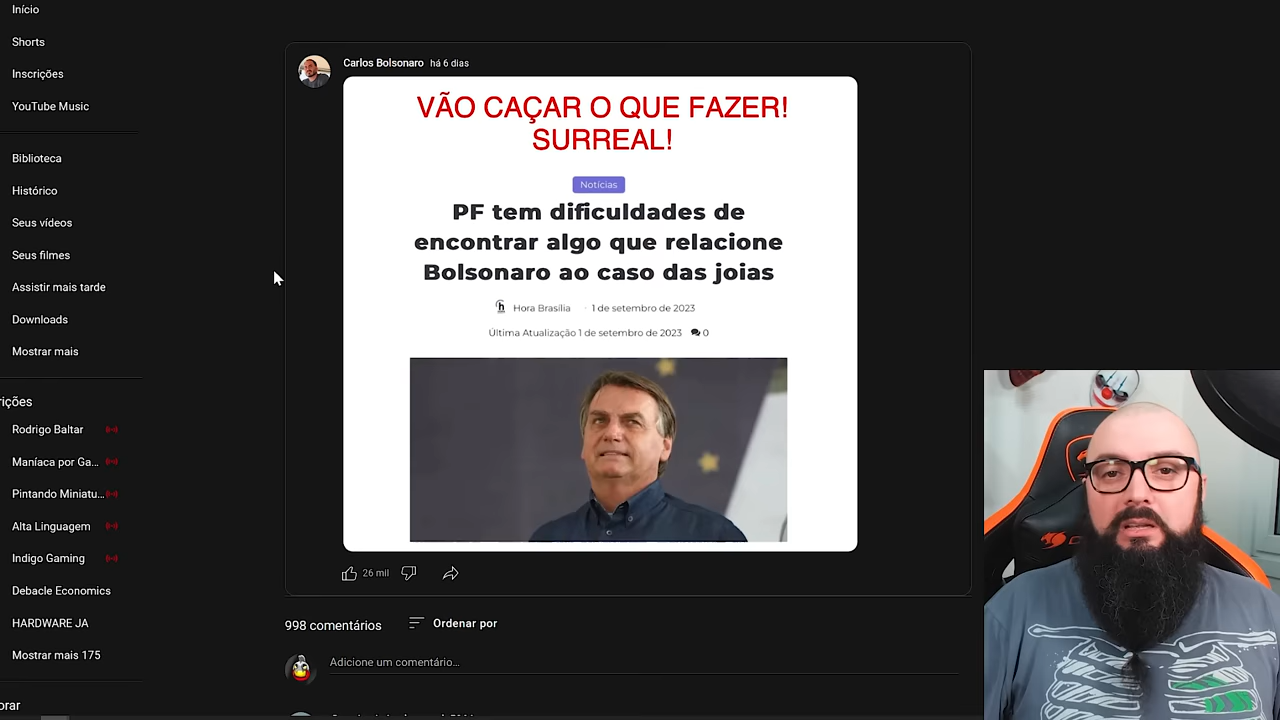 Início
Shorts
Inscrições
YouTube Music
Biblioteca
Histórico
Seus vídeos
Seus filmes
Assistir mais tarde
Downloads
Mostrar mais
rições
Rodrigo Baltar
Maníaca por Ga...
Pintando Miniatu...
Alta Linguagem
Indigo Gaming
Debacle Economics
HARDWARE JA
Mostrar mais 175
orar
Carlos Bolsonaro há 6 dias
VÃO CAÇAR O QUE FAZER!
SURREAL!
Notícias
PF tem dificuldades de
encontrar algo que relacione
Bolsonaro ao caso das joias
h Hora Brasília · 1 de setembro de 2023
Última Atualização 1 de setembro de 2023 0
26 mil
998 comentários Ordenar por
Adicione um comentário...